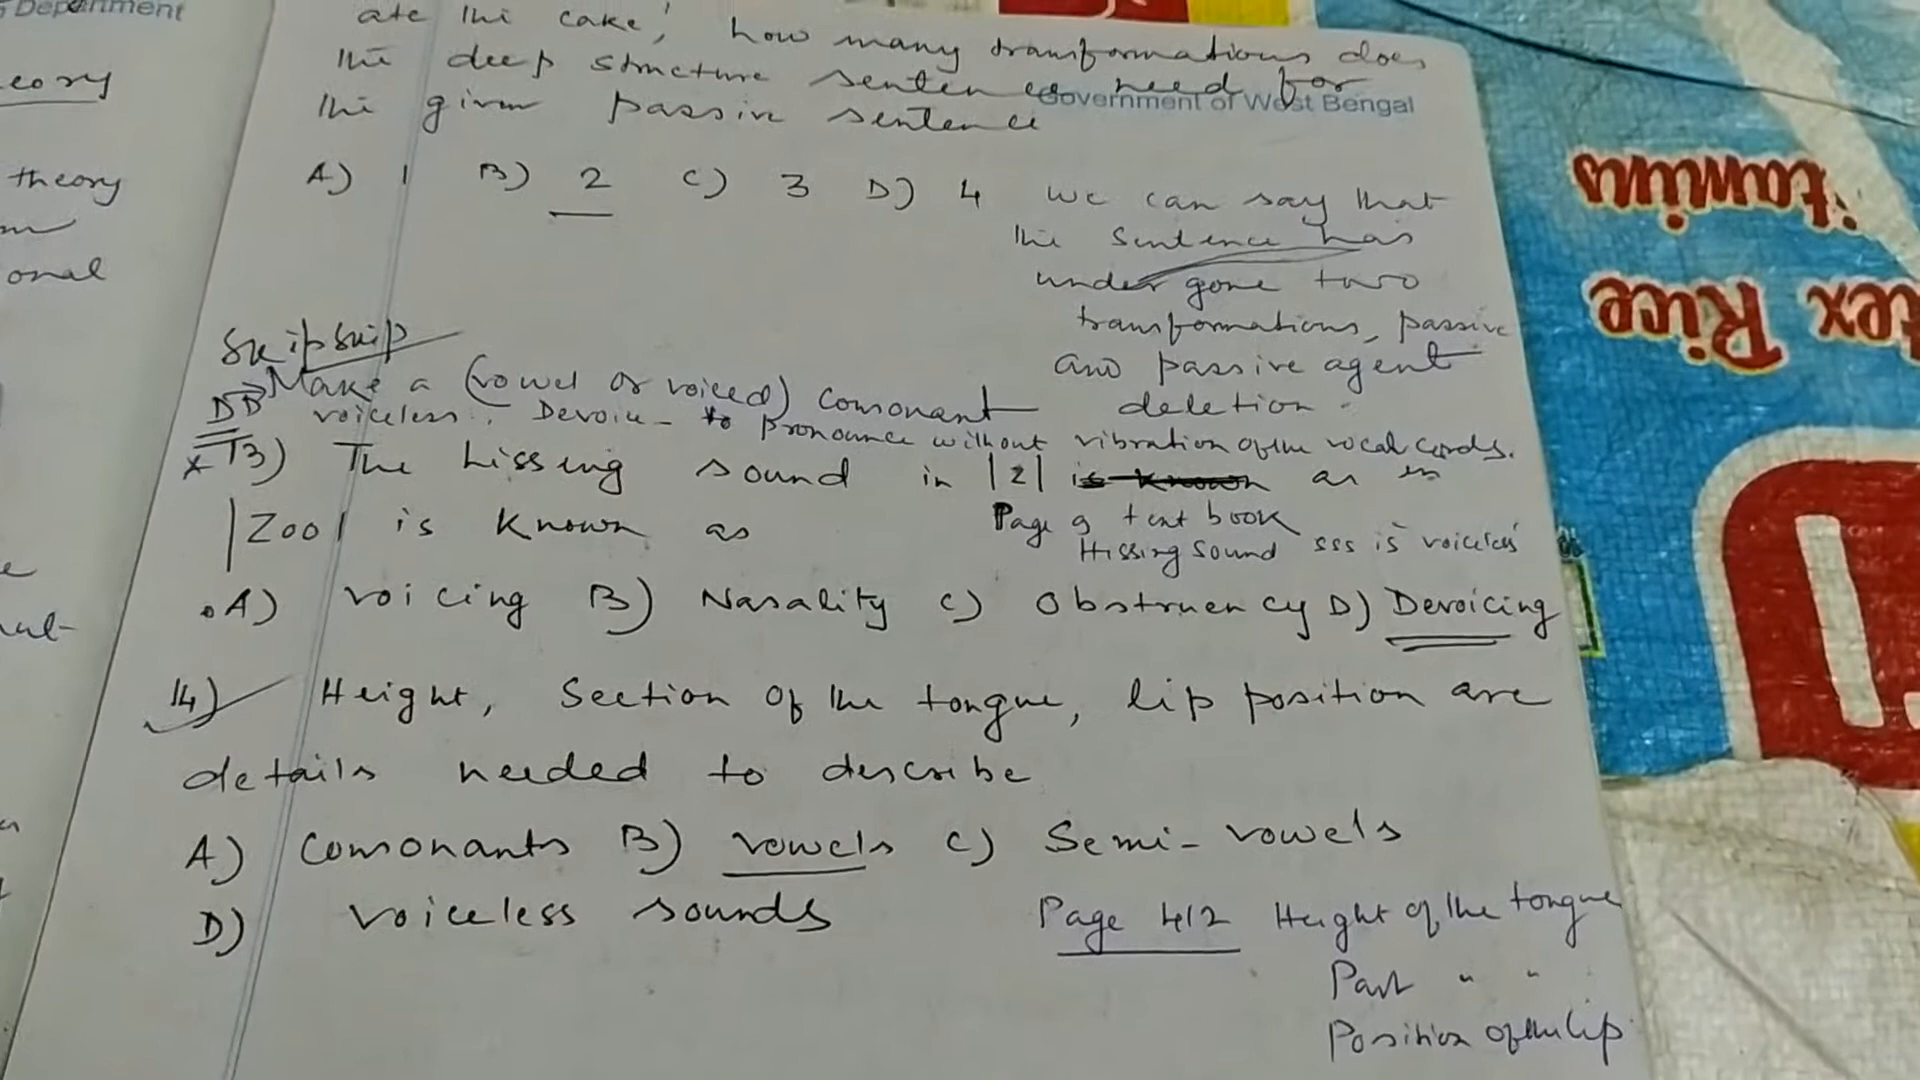 Department
eory
theory
onal
ate the cake', how many transformations does
the deep structure sentence need for
Government of West Bengal
the given passive sentence
A) 1 B) 2 C) 3 D) 4 we can say that
the sentence has
under gone two
transformations, passive
and passive agent
deletion.
Skip skip
Make a (vowel or voiced) consonant
voiceless. Devoice - to pronounce without vibration of the vocal cords.
13) The hissing sound in |z| is known as in
|Zoo| is known as
Page 9 text book
Hissing sound sss is 'voiceless'
A) voicing B) Nasality C) Obstruency D) Devoicing
14) Height, Section of the tongue, lip position are
details needed to describe
A) Consonants B) vowels C) Semi-vowels
D) voiceless sounds
Page 412 Height of the tongue
Part " "
Position of the lip
itamins
tex Rice